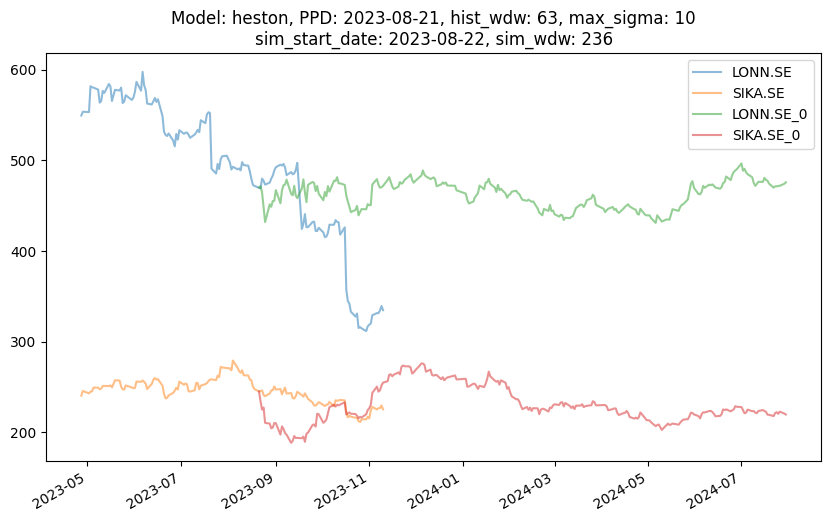 Model: heston, PPD: 2023-08-21, hist_wdw: 63, max_sigma: 10
sim_start_date: 2023-08-22, sim_wdw: 236
LONN.SE
SIKA.SE
LONN.SE_0
SIKA.SE_0
600
500
400
300
200
2023-05
2023-07
2023-09
2023-11
2024-01
2024-03
2024-05
2024-07